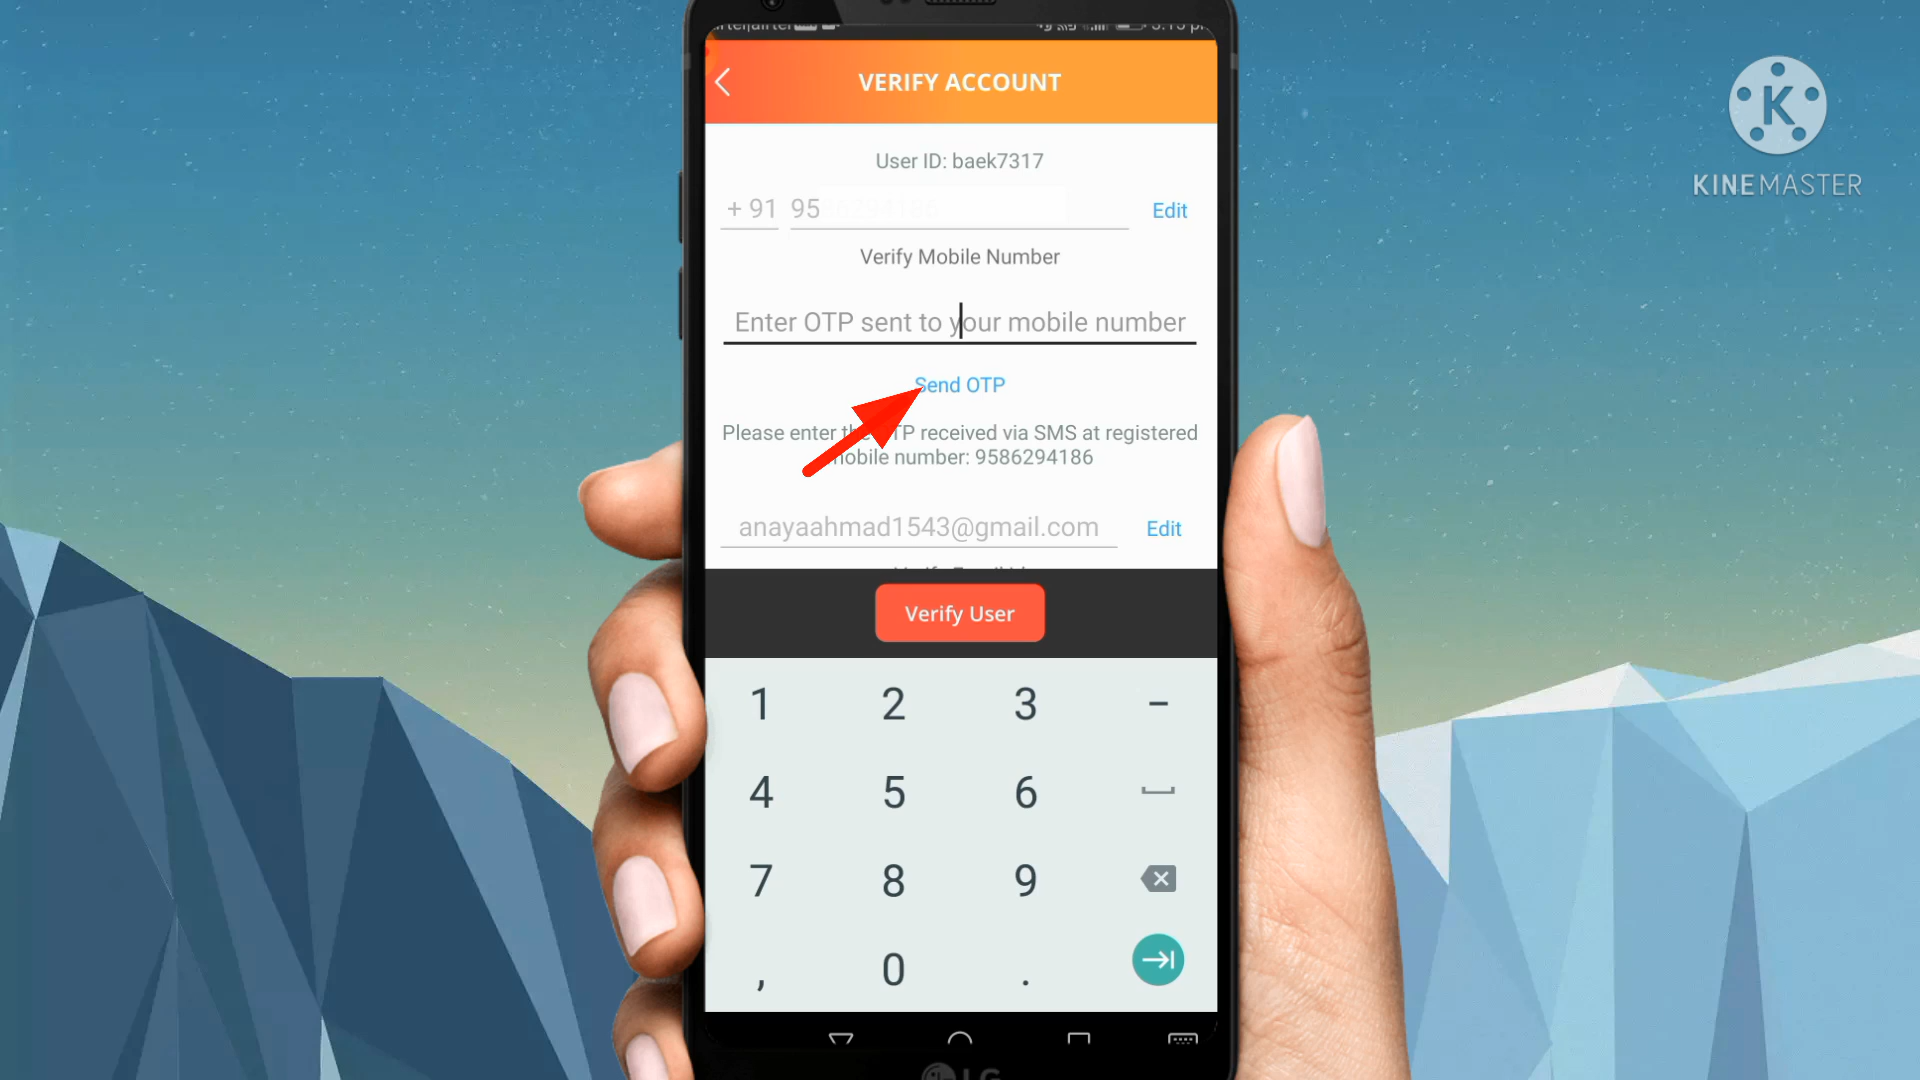 VERIFY ACCOUNT
KINEMASTER
User ID: baek7317
+ 91 95
Edit
Verify Mobile Number
Enter OTP sent to your mobile number
Send OTP
Please enter the OTP received via SMS at registered
mobile number: 9586294186
anayaahmad1543@gmail.com
Edit
Verify User
1 2 3 -
4 5 6
7 8 9
, 0 .
LG